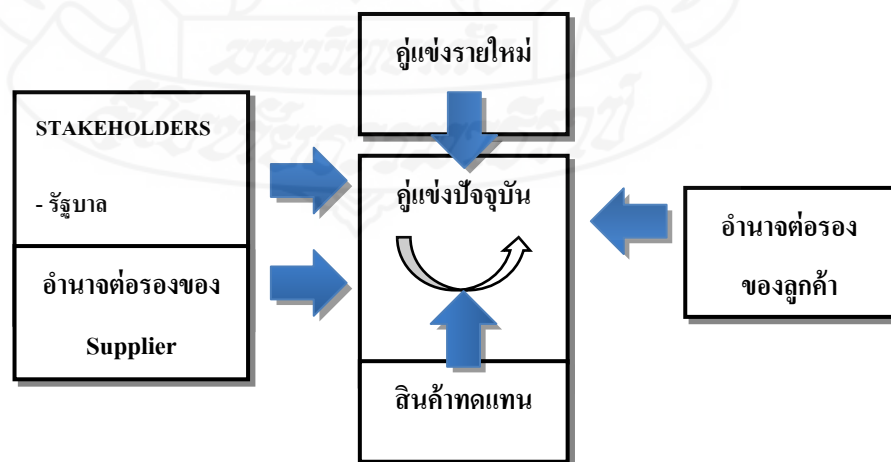 คู่แข่งรายใหม่
STAKEHOLDERS
- รัฐบาล
อำนาจต่อรองของ
Supplier
คู่แข่งปัจจุบัน
สินค้าทดแทน
อำนาจต่อรอง
ของลูกค้า